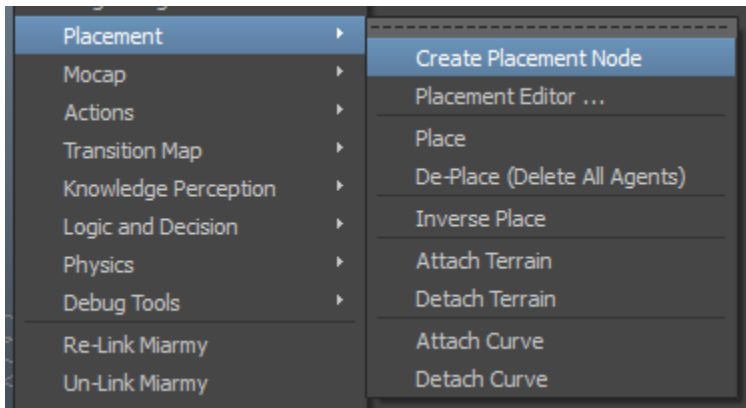 Placement
Mocap
Actions
Transition Map
Knowledge Perception
Logic and Decision
Physics
Debug Tools
Re-Link Miarmy
Un-Link Miarmy
Create Placement Node
Placement Editor ...
Place
De-Place (Delete All Agents)
Inverse Place
Attach Terrain
Detach Terrain
Attach Curve
Detach Curve